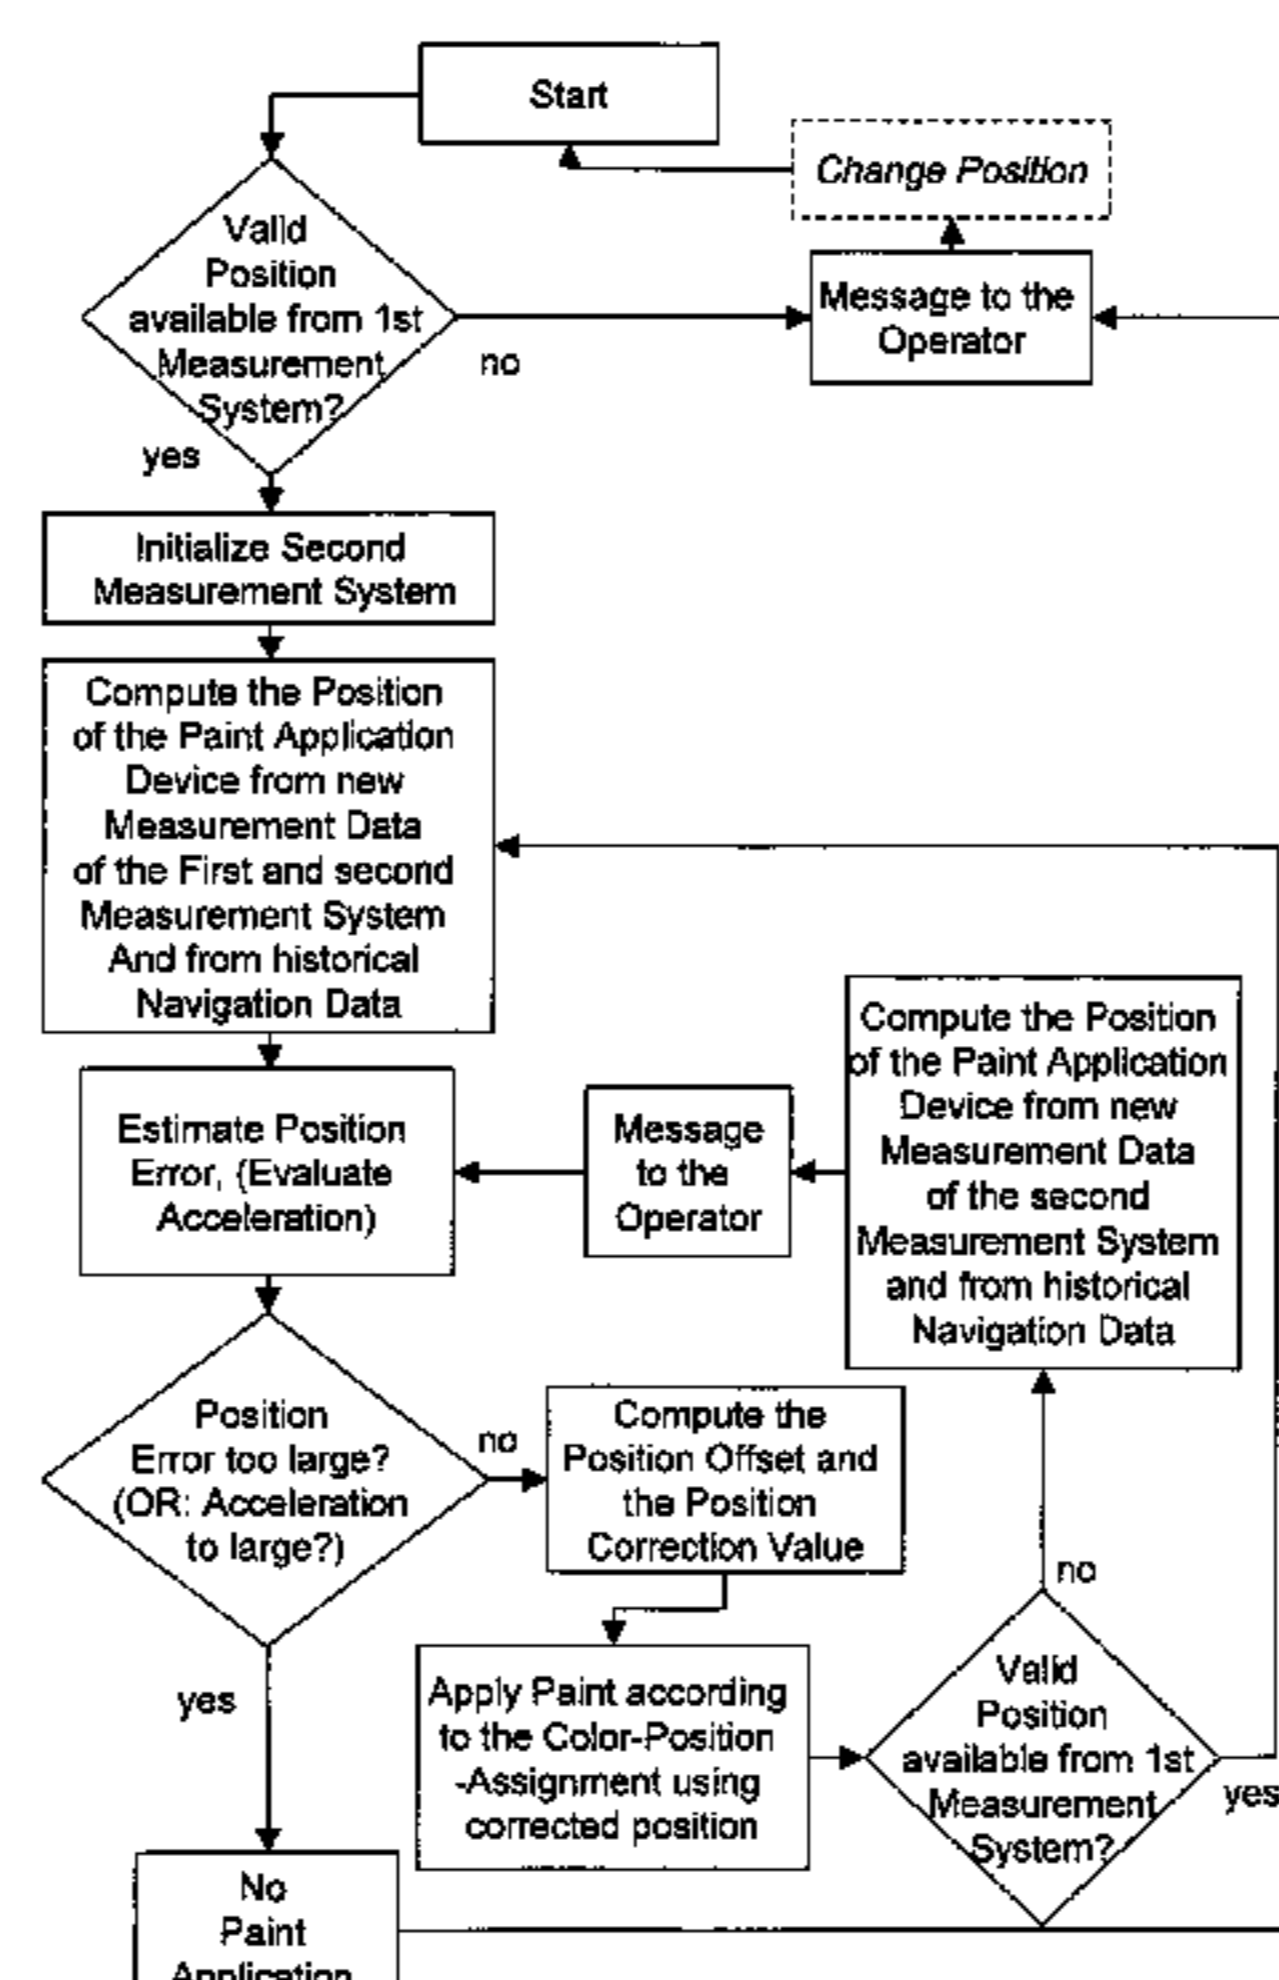 Start
Change Position
Valid
Position
available from 1st
Measurement
System?
no
yes
Message to the
Operator
Initialize Second
Measurement System
Compute the Position
of the Paint Application
Device from new
Measurement Data
of the First and second
Measurement System
And from historical
Navigation Data
Estimate Position
Error, (Evaluate
Acceleration)
Message
to the
Operator
Compute the Position
of the Paint Application
Device from new
Measurement Data
of the second
Measurement System
and from historical
Navigation Data
Position
Error too large?
(OR: Acceleration
to large?)
no
yes
Compute the
Position Offset and
the Position
Correction Value
Apply Paint according
to the Color-Position
-Assignment using
corrected position
no
Valid
Position
available from 1st
Measurement
System?
yes
No
Paint
Application